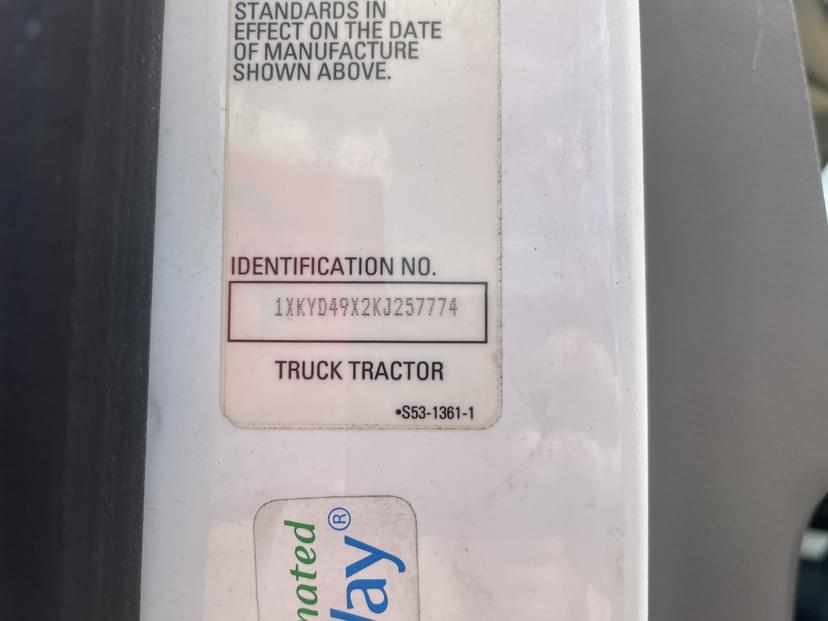 STANDARDS IN
EFFECT ON THE DATE
OF MANUFACTURE
SHOWN ABOVE.
IDENTIFICATION NO.
1XKYD49X2KJ257774
TRUCK TRACTOR
•S53-1361-1
nated
Way®